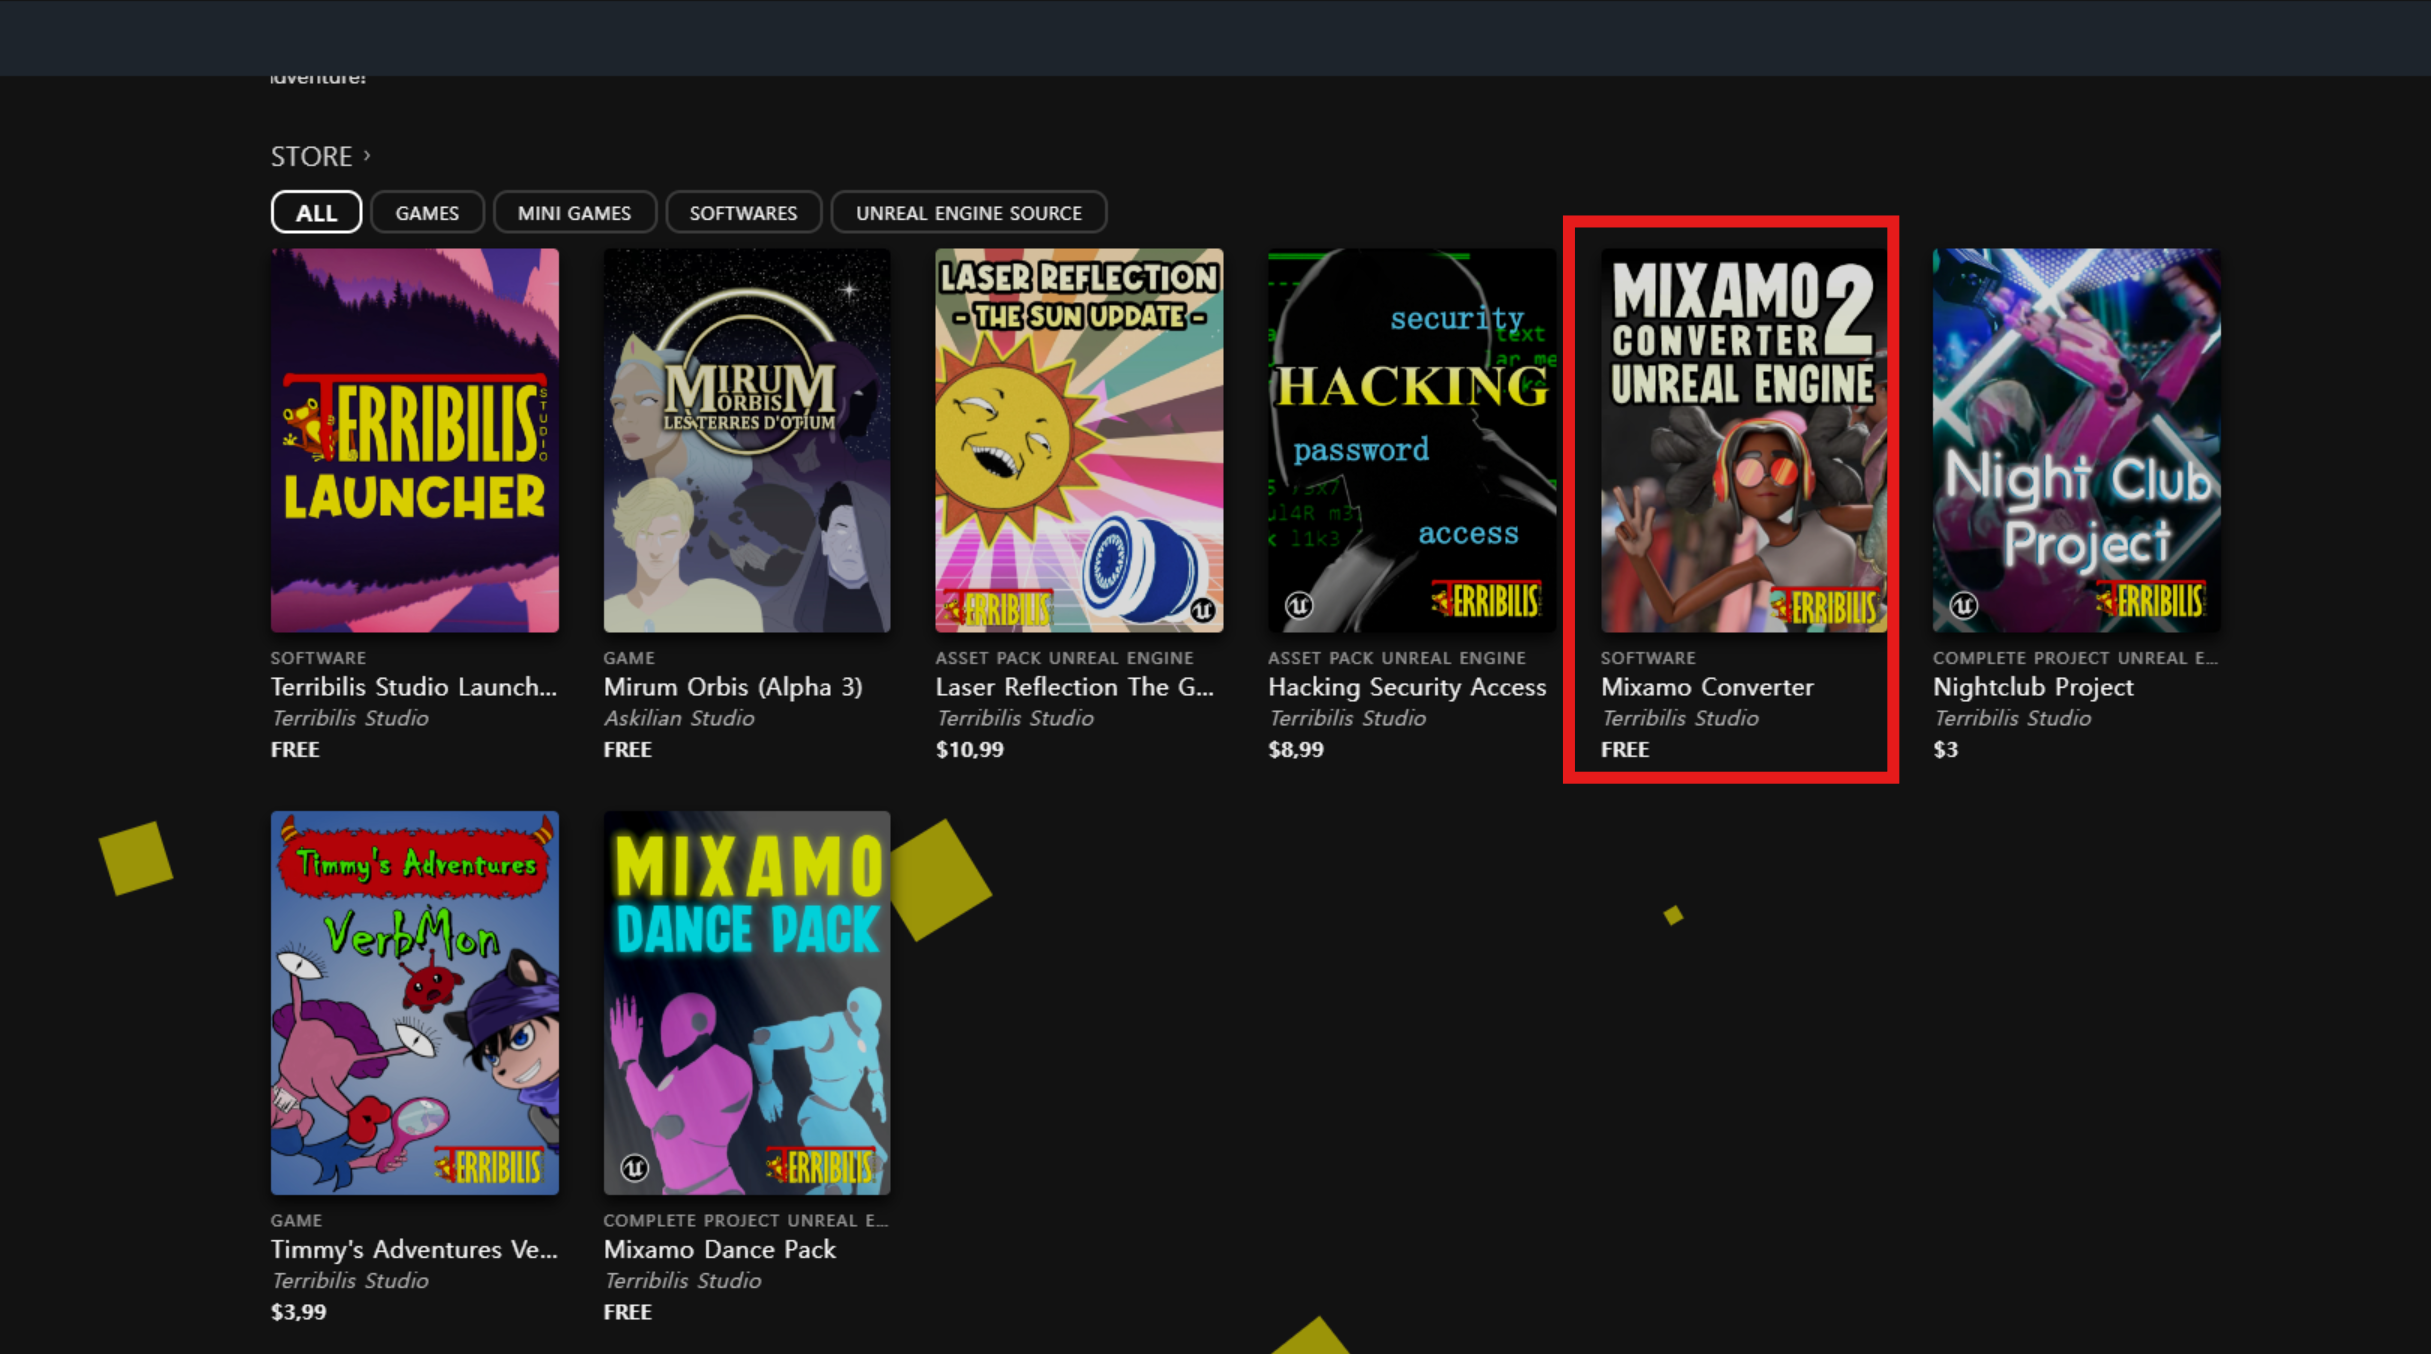 adventure!
STORE ›
ALL
GAMES
MINI GAMES
SOFTWARES
UNREAL ENGINE SOURCE
TERRIBILIS
STUDIO
LAUNCHER
SOFTWARE
Terribilis Studio Launch...
Terribilis Studio
FREE
MIRUM
ORBIS
LES TERRES D'OTIUM
GAME
Mirum Orbis (Alpha 3)
Askilian Studio
FREE
LASER REFLECTION
- THE SUN UPDATE -
TERRIBILIS
ASSET PACK UNREAL ENGINE
Laser Reflection The G...
Terribilis Studio
$10,99
security
text
HACKING
password
access
TERRIBILIS
ASSET PACK UNREAL ENGINE
Hacking Security Access
Terribilis Studio
$8,99
MIXAMO 2
CONVERTER
UNREAL ENGINE
TERRIBILIS
SOFTWARE
Mixamo Converter
Terribilis Studio
FREE
Night Club
Project
TERRIBILIS
COMPLETE PROJECT UNREAL E...
Nightclub Project
Terribilis Studio
$3
Timmy's Adventures
VerbMon
TERRIBILIS
GAME
Timmy's Adventures Ve...
Terribilis Studio
$3,99
MIXAMO
DANCE PACK
TERRIBILIS
COMPLETE PROJECT UNREAL E...
Mixamo Dance Pack
Terribilis Studio
FREE